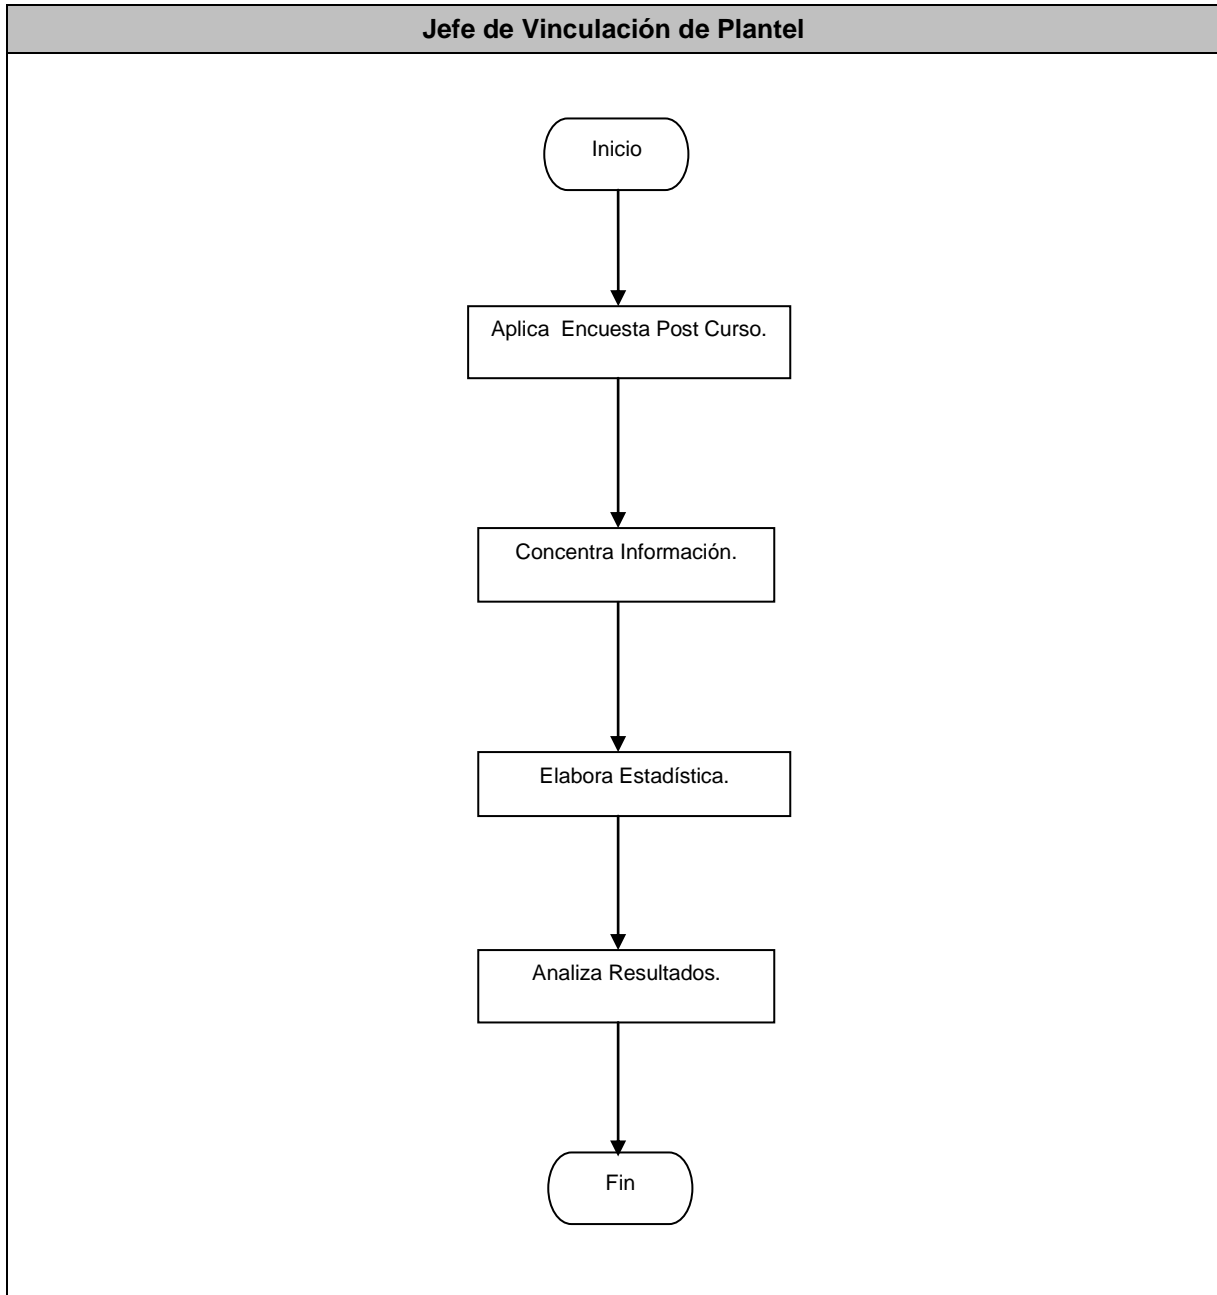 Jefe de Vinculación de Plantel
Inicio
Aplica  Encuesta Post Curso.
Concentra Información.
Elabora Estadística.
Analiza Resultados.
Fin